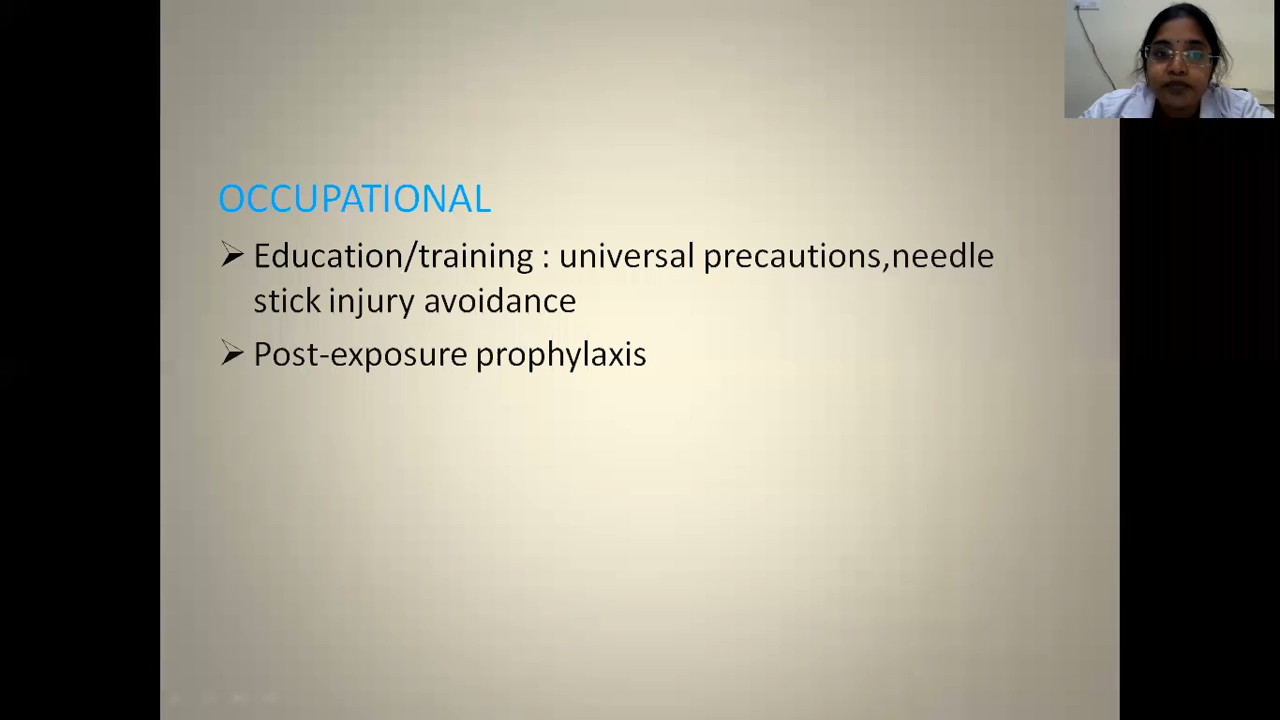 OCCUPATIONAL
Education/training : universal precautions,needle
stick injury avoidance
Post-exposure prophylaxis